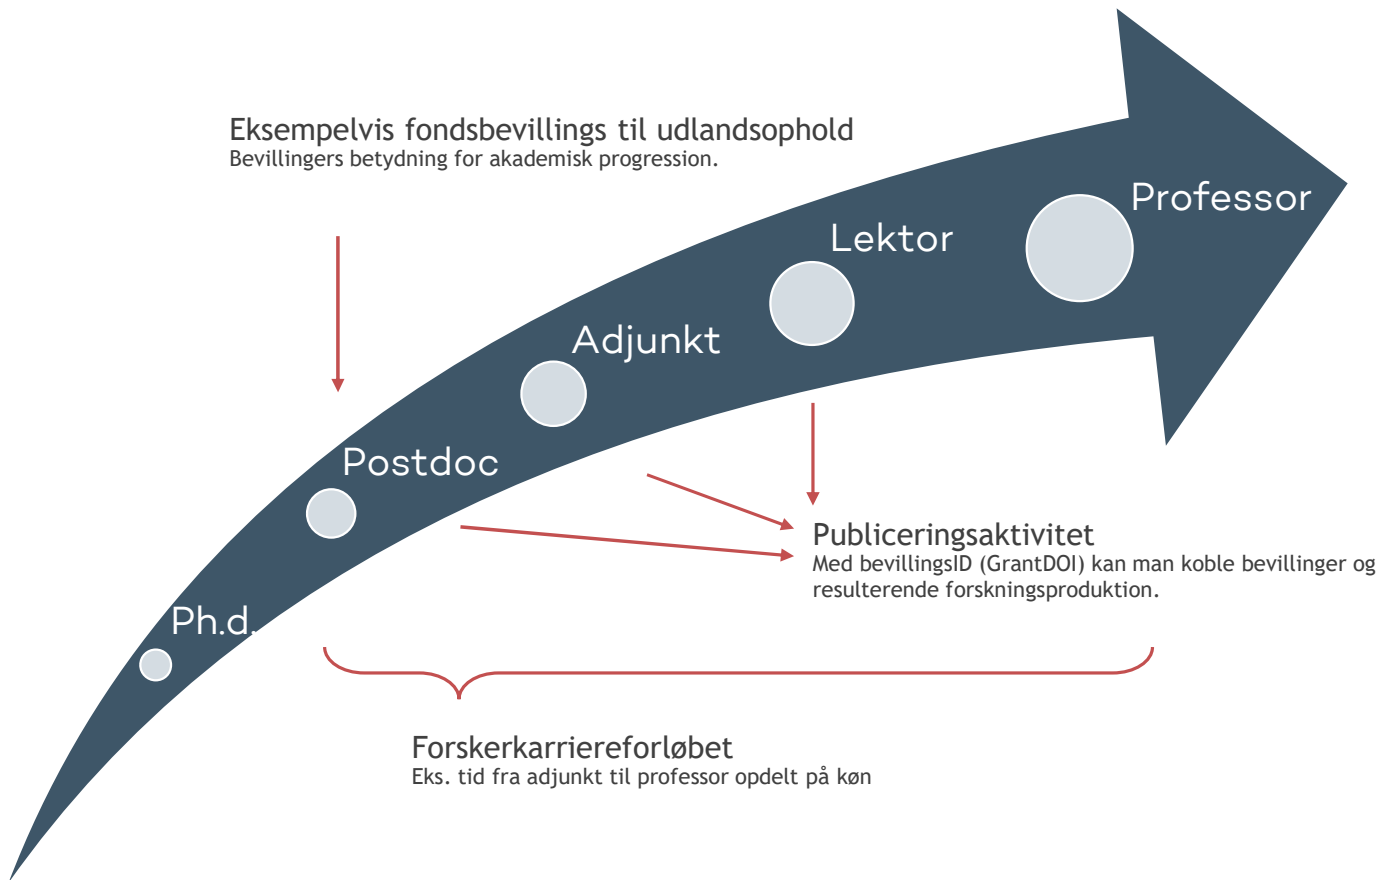 Eksempelvis fondsbevillings til udlandsophold
Bevillingers betydning for akademisk progression.
Professor
Lektor
Adjunkt
Postdoc
Publiceringsaktivitet
Med bevillingsID (GrantDOI) kan man koble bevillinger og
resulterende forskningsproduktion.
Ph.d.
Forskerkarriereforløbet
Eks. tid fra adjunkt til professor opdelt på køn